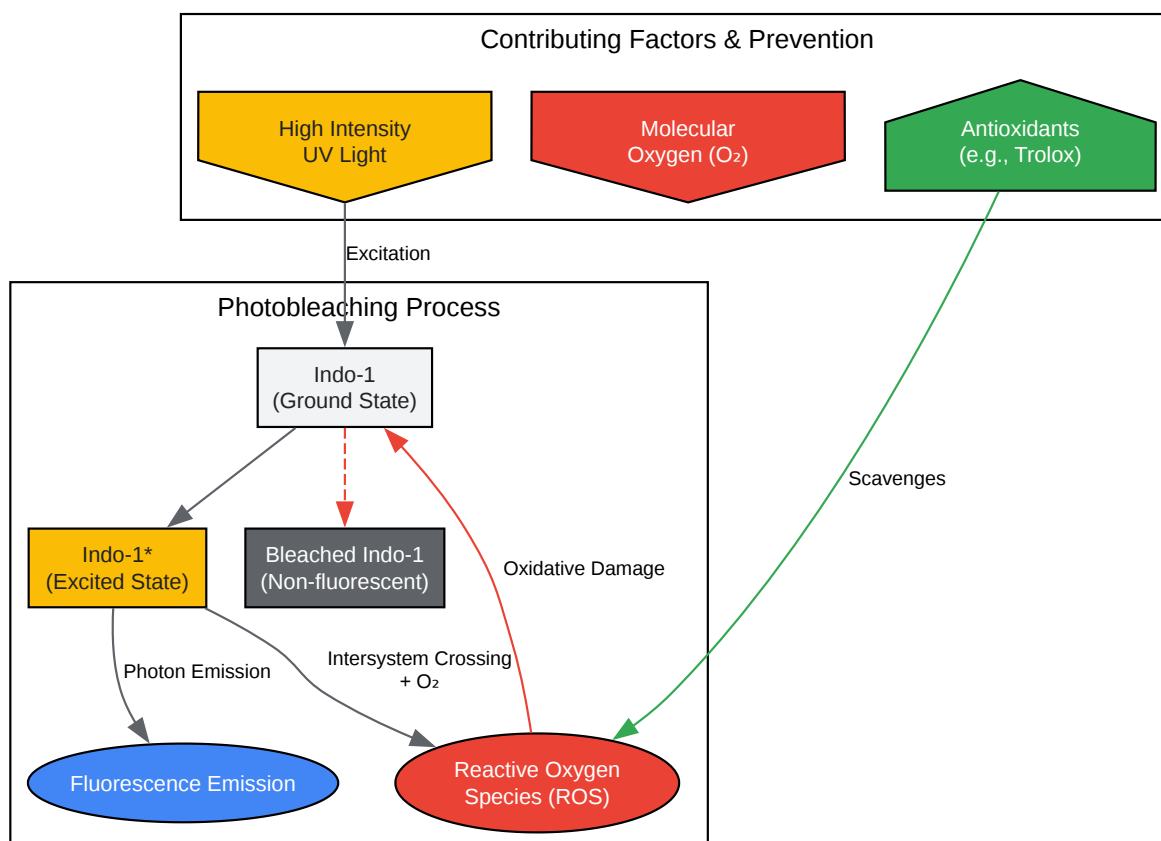 Contributing Factors & Prevention
High Intensity
UV Light
Molecular
Oxygen (O₂)
Antioxidants
(e.g., Trolox)
Excitation
Photobleaching Process
Indo-1
(Ground State)
Scavenges
Indo-1*
(Excited State)
Bleached Indo-1
(Non-fluorescent)
Oxidative Damage
Photon Emission
Intersystem Crossing
+ O₂
Fluorescence Emission
Reactive Oxygen
Species (ROS)